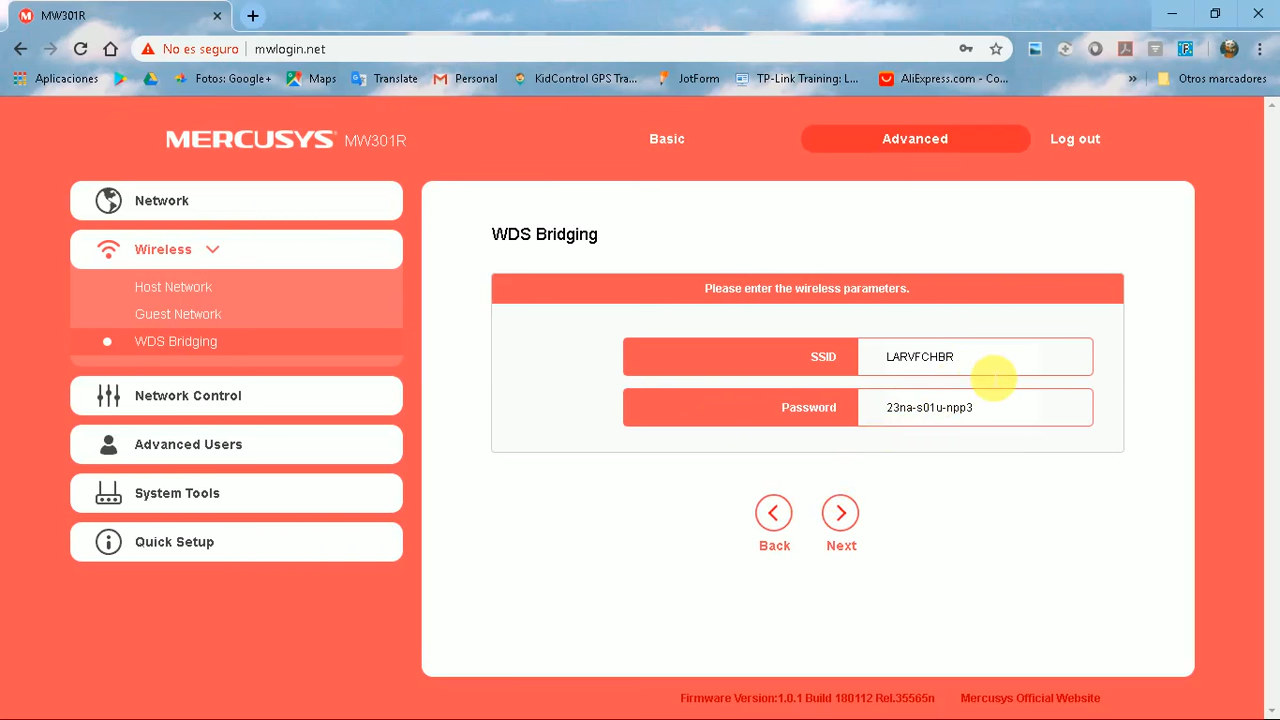 MW301R
No es seguro mwlogin.net
Aplicaciones Fotos: Google+ Maps Translate Personal KidControl GPS Tra... JotForm TP-Link Training: L... AliExpress.com - Co... » Otros marcadores
MERCUSYS MW301R
Basic
Advanced
Log out
Network
Wireless
Host Network
Guest Network
WDS Bridging
Network Control
Advanced Users
System Tools
Quick Setup
WDS Bridging
Please enter the wireless parameters.
SSID LARVFCHBR
Password 23na-s01u-npp3
Back Next
Firmware Version:1.0.1 Build 180112 Rel.35565n Mercusys Official Website